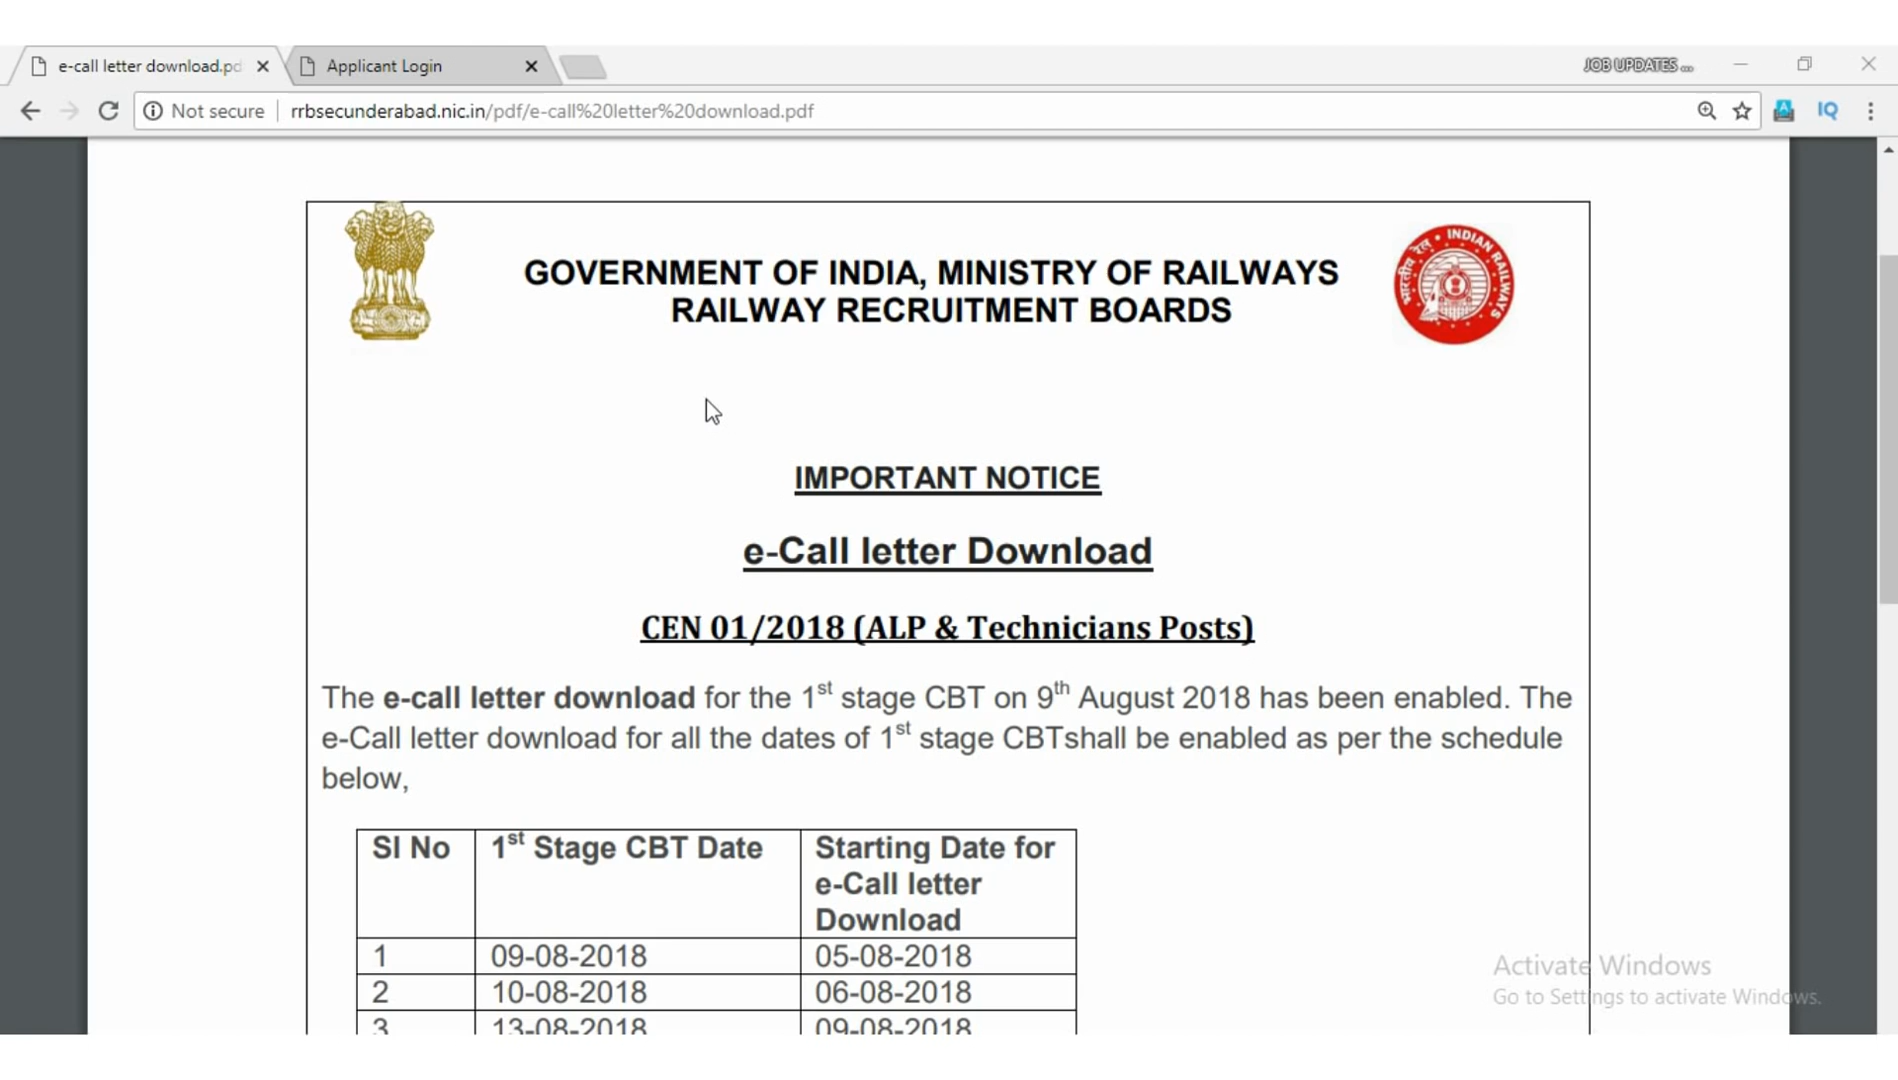 e-call letter download.pd
Applicant Login
JOB UPDATES ...
Not secure
rrbsecunderabad.nic.in/pdf/e-call%20letter%20download.pdf
IQ
GOVERNMENT OF INDIA, MINISTRY OF RAILWAYS
RAILWAY RECRUITMENT BOARDS
भारतीय रेल
INDIAN RAILWAYS
IMPORTANT NOTICE
e-Call letter Download
CEN 01/2018 (ALP & Technicians Posts)
The e-call letter download for the 1st stage CBT on 9th August 2018 has been enabled. The
e-Call letter download for all the dates of 1st stage CBTshall be enabled as per the schedule
below,
SI No 1st Stage CBT Date Starting Date for
e-Call letter
Download
1 09-08-2018 05-08-2018
2 10-08-2018 06-08-2018
3 13-08-2018 09-08-2018
Activate Windows
Go to Settings to activate Windows.